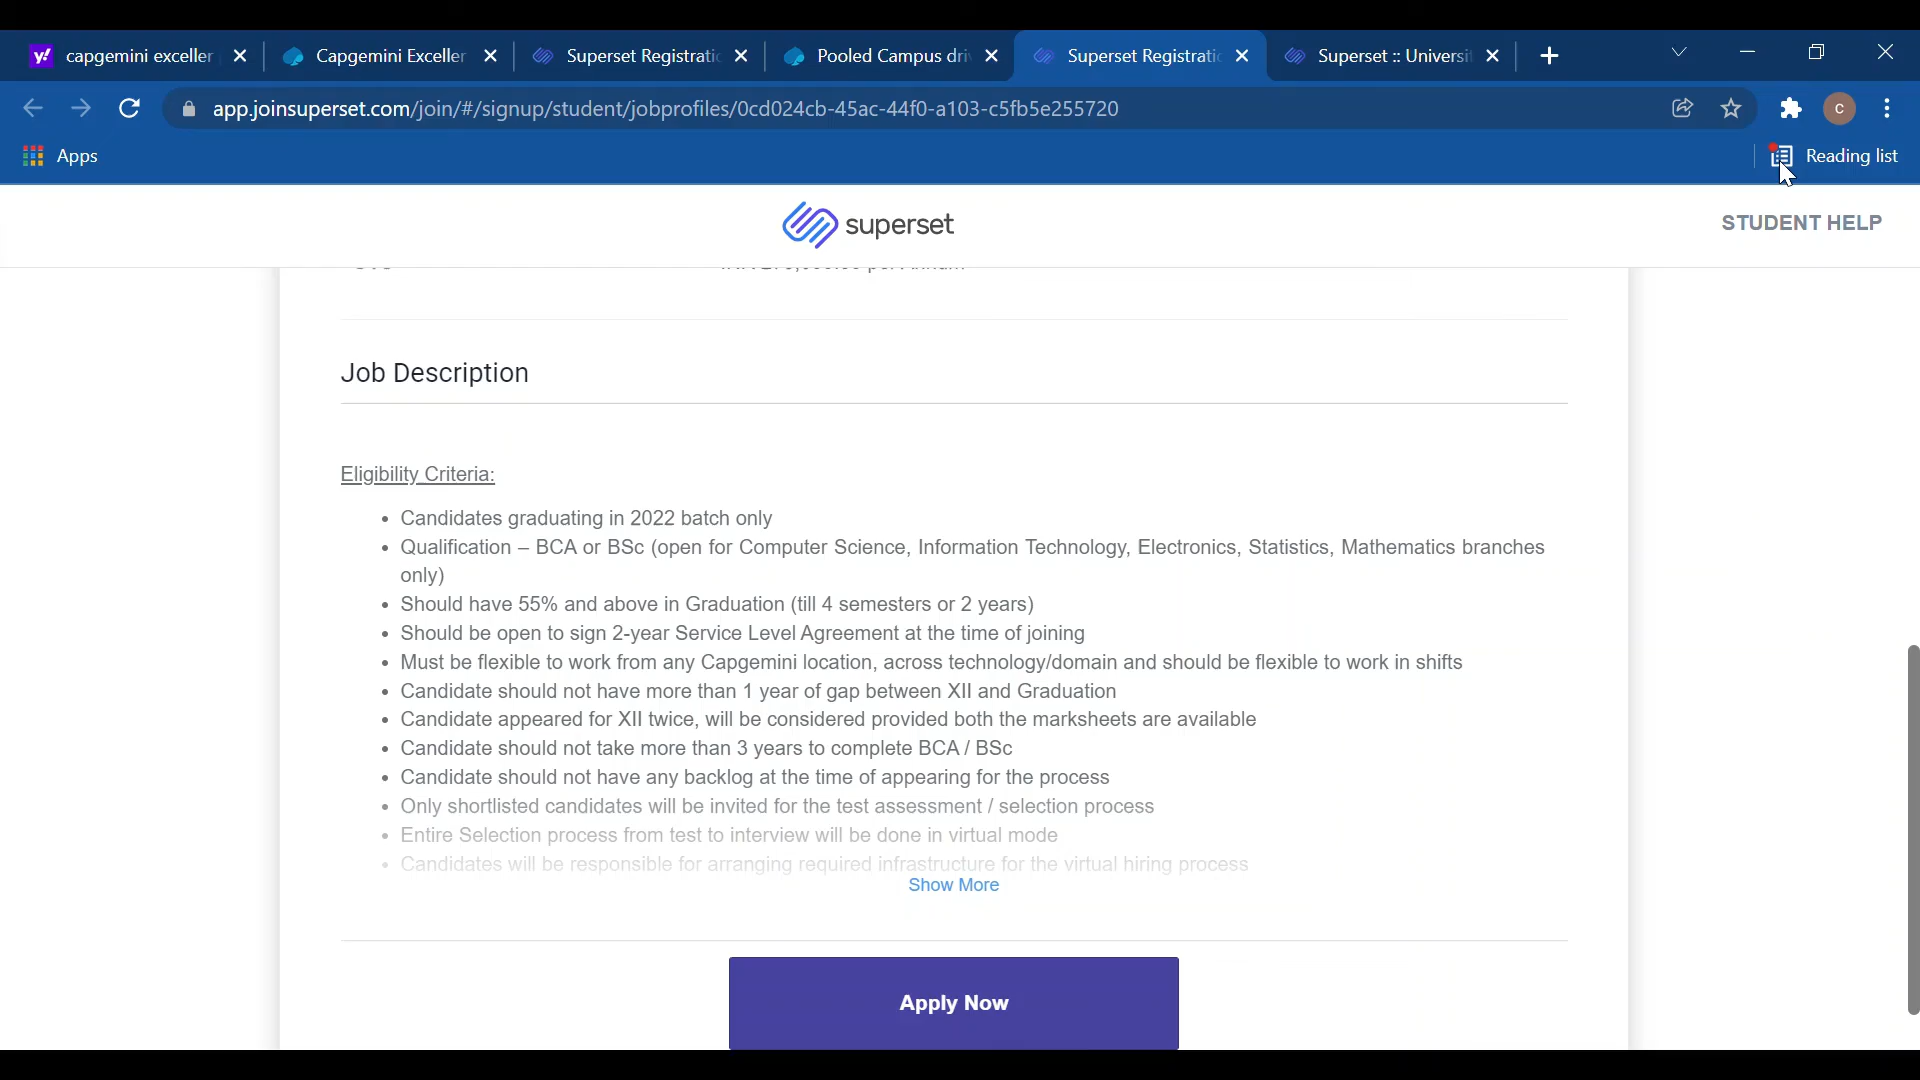 capgemini exceller
Capgemini Exceller
Superset Registratic
Pooled Campus dri
Superset Registratic
Superset :: Universit
app.joinsuperset.com/join/#/signup/student/jobprofiles/0cd024cb-45ac-44f0-a103-c5fb5e255720
C
Apps
Reading list
superset
STUDENT HELP
Job Description
Eligibility Criteria:
• Candidates graduating in 2022 batch only
• Qualification – BCA or BSc (open for Computer Science, Information Technology, Electronics, Statistics, Mathematics branches
only)
• Should have 55% and above in Graduation (till 4 semesters or 2 years)
• Should be open to sign 2-year Service Level Agreement at the time of joining
• Must be flexible to work from any Capgemini location, across technology/domain and should be flexible to work in shifts
• Candidate should not have more than 1 year of gap between XII and Graduation
• Candidate appeared for XII twice, will be considered provided both the marksheets are available
• Candidate should not take more than 3 years to complete BCA / BSc
• Candidate should not have any backlog at the time of appearing for the process
• Only shortlisted candidates will be invited for the test assessment / selection process
• Entire Selection process from test to interview will be done in virtual mode
• Candidates will be responsible for arranging required infrastructure for the virtual hiring process
Show More
Apply Now